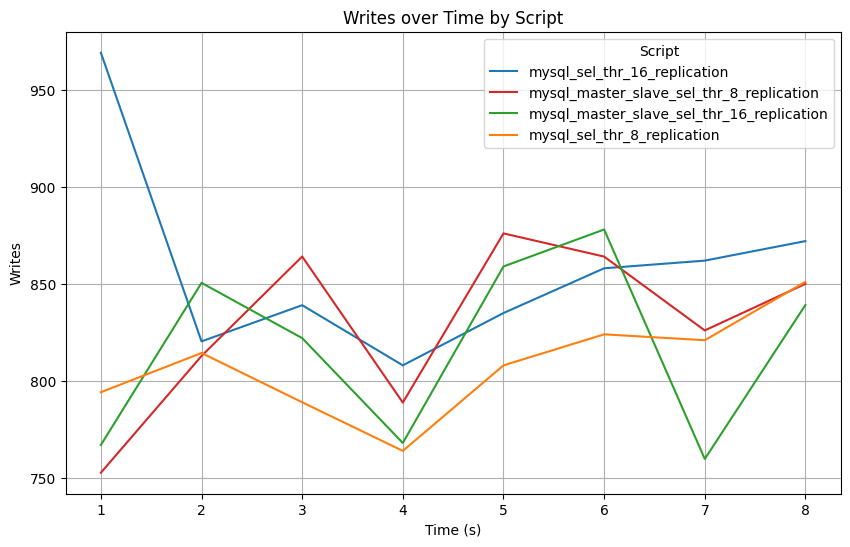 Writes over Time by Script
Script
mysql_sel_thr_16_replication
mysql_master_slave_sel_thr_8_replication
mysql_master_slave_sel_thr_16_replication
mysql_sel_thr_8_replication
Writes
950
900
850
800
750
1 2 3 4 5 6 7 8
Time (s)